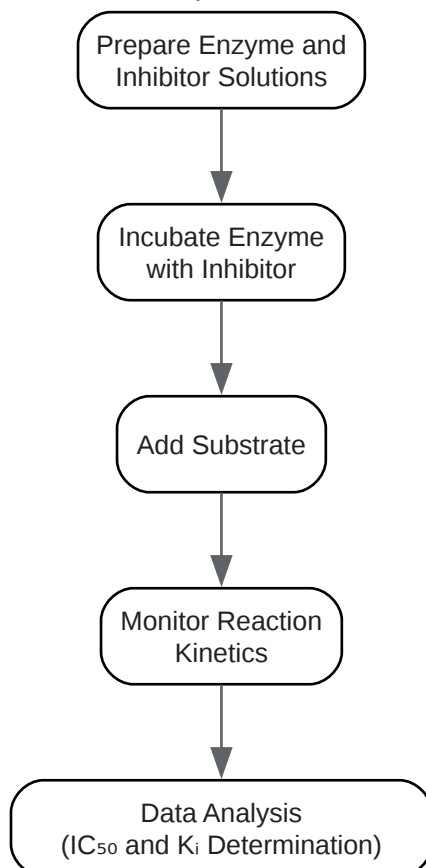 Prepare Enzyme and
Inhibitor Solutions
Incubate Enzyme
with Inhibitor
Add Substrate
Monitor Reaction
Kinetics
Data Analysis
(IC₅₀ and Kᵢ Determination)